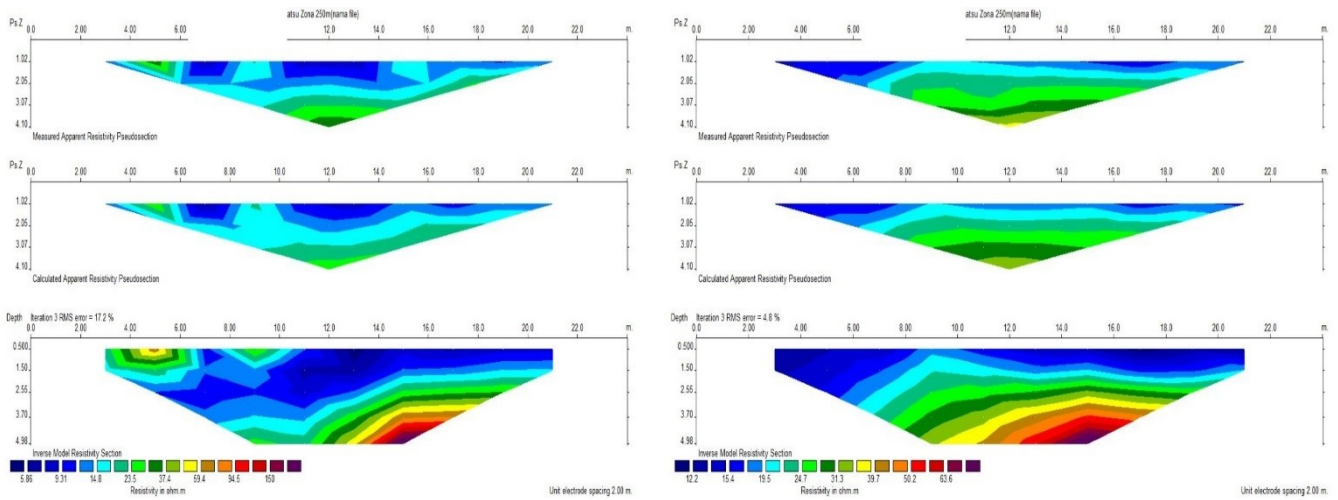 atsu Zona 250m(nama file)
Ps.Z 0.0 2.0 4.00 6.00 12.0 14.0 16.0 18.0 20.0 22.0 m.
1.02
2.05
3.07
4.10
Measured Apparent Resistivity Pseudosection
Ps.Z 0.0 2.0 4.00 6.00 8.00 10.0 12.0 14.0 16.0 18.0 20.0 22.0 m.
1.02
2.05
3.07
4.10
Calculated Apparent Resistivity Pseudosection
Depth Iteration 3 RMS error = 17.2 %
0.0 2.0 4.00 6.00 8.00 10.0 12.0 14.0 16.0 18.0 20.0 22.0 m.
0.500
1.50
2.55
3.70
4.98
Inverse Model Resistivity Section
5.86 9.31 14.8 23.5 37.4 59.4 94.5 150
Resistivity in ohm.m
Unit electrode spacing 2.00 m.
atsu Zona 250m(nama file)
Ps.Z 0.0 2.0 4.00 6.00 12.0 14.0 16.0 18.0 20.0 22.0 m.
1.02
2.05
3.07
4.10
Measured Apparent Resistivity Pseudosection
Ps.Z 0.0 2.0 4.00 6.00 8.00 10.0 12.0 14.0 16.0 18.0 20.0 22.0 m.
1.02
2.05
3.07
4.10
Calculated Apparent Resistivity Pseudosection
Depth Iteration 3 RMS error = 4.8 %
0.0 2.0 4.00 6.00 8.00 10.0 12.0 14.0 16.0 18.0 20.0 22.0 m.
0.500
1.50
2.55
3.70
4.98
Inverse Model Resistivity Section
12.2 15.4 19.5 24.7 31.3 39.7 50.2 63.6
Resistivity in ohm.m
Unit electrode spacing 2.00 m.